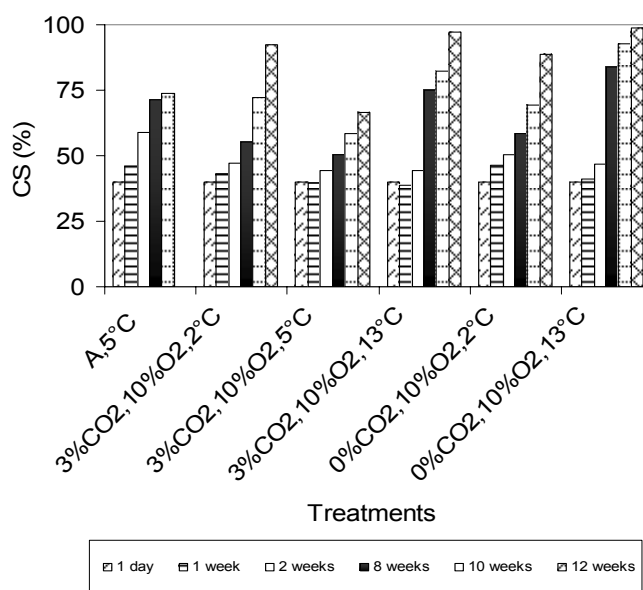 100
75
50
25
0
CS (%)
A,5°C
3%CO2,10%O2,2°C
3%CO2,10%O2,5°C
3%CO2,10%O2,13°C
0%CO2,10%O2,2°C
0%CO2,10%O2,13°C
Treatments
1 day 1 week 2 weeks 8 weeks 10 weeks 12 weeks